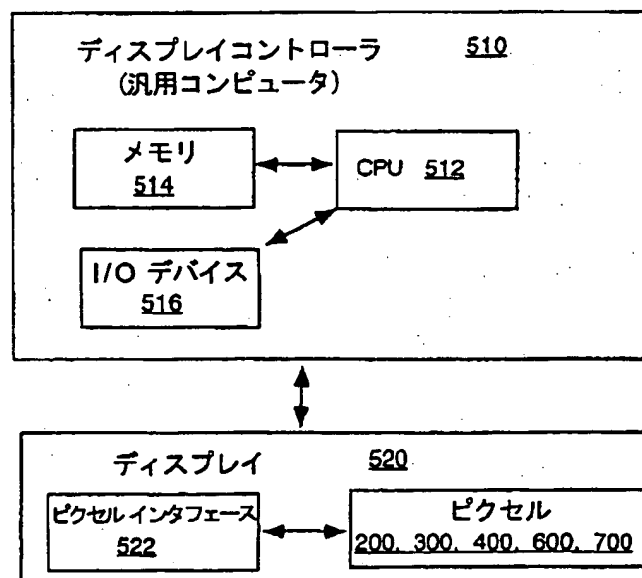 ディスプレイコントローラ 510
(汎用コンピュータ)
メモリ
514
CPU 512
I/O デバイス
516
ディスプレイ 520
ピクセルインタフェース
522
ピクセル
200, 300, 400, 600, 700